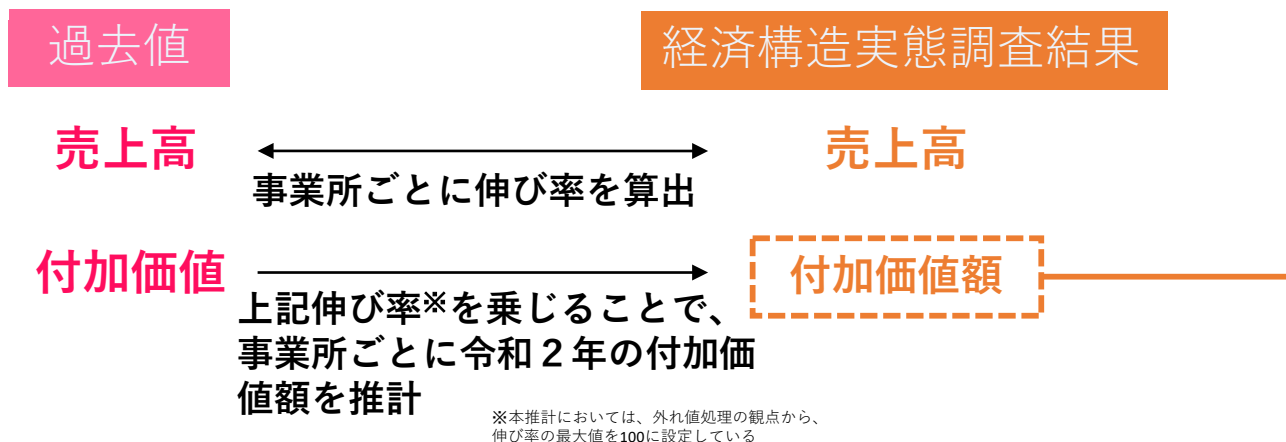 過去値
経済構造実態調査結果
売上高
売上高
事業所ごとに伸び率を算出
付加価値
付加価値額
上記伸び率※を乗じることで、
事業所ごとに令和２年の付加価
値額を推計
※本推計においては、外れ値処理の観点から、
伸び率の最大値を100に設定している